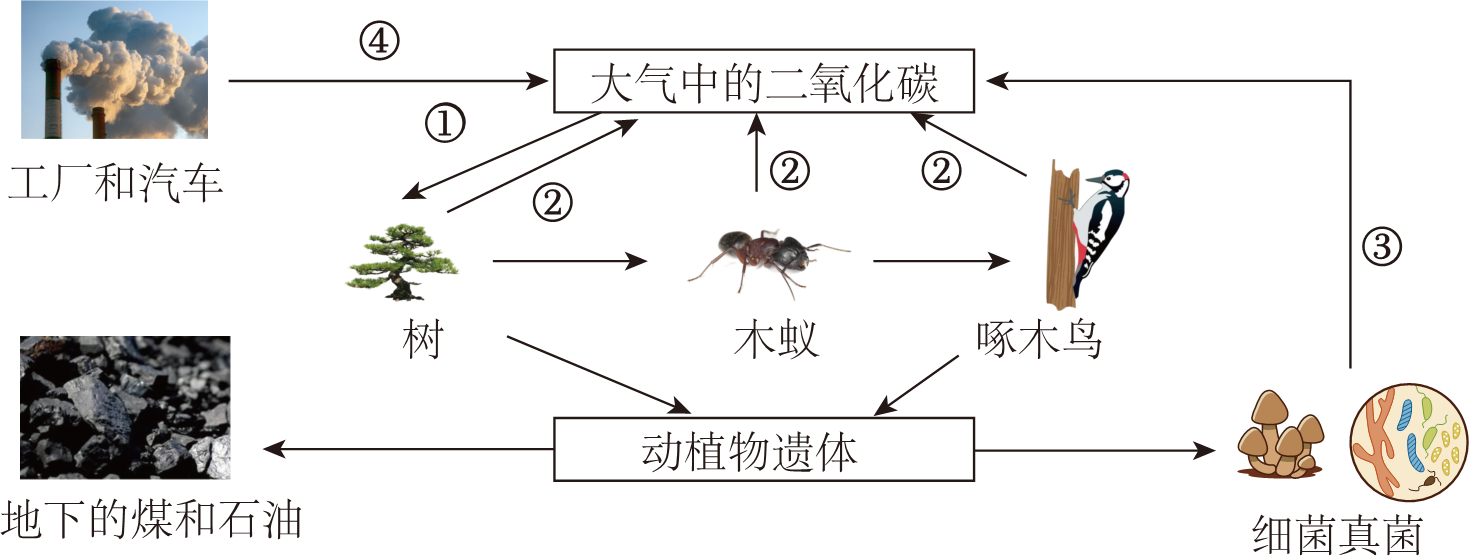 ④
大气中的二氧化碳
①
②
②
②
工厂和汽车
③
树
木蚁
啄木鸟
动植物遗体
地下的煤和石油
细菌真菌